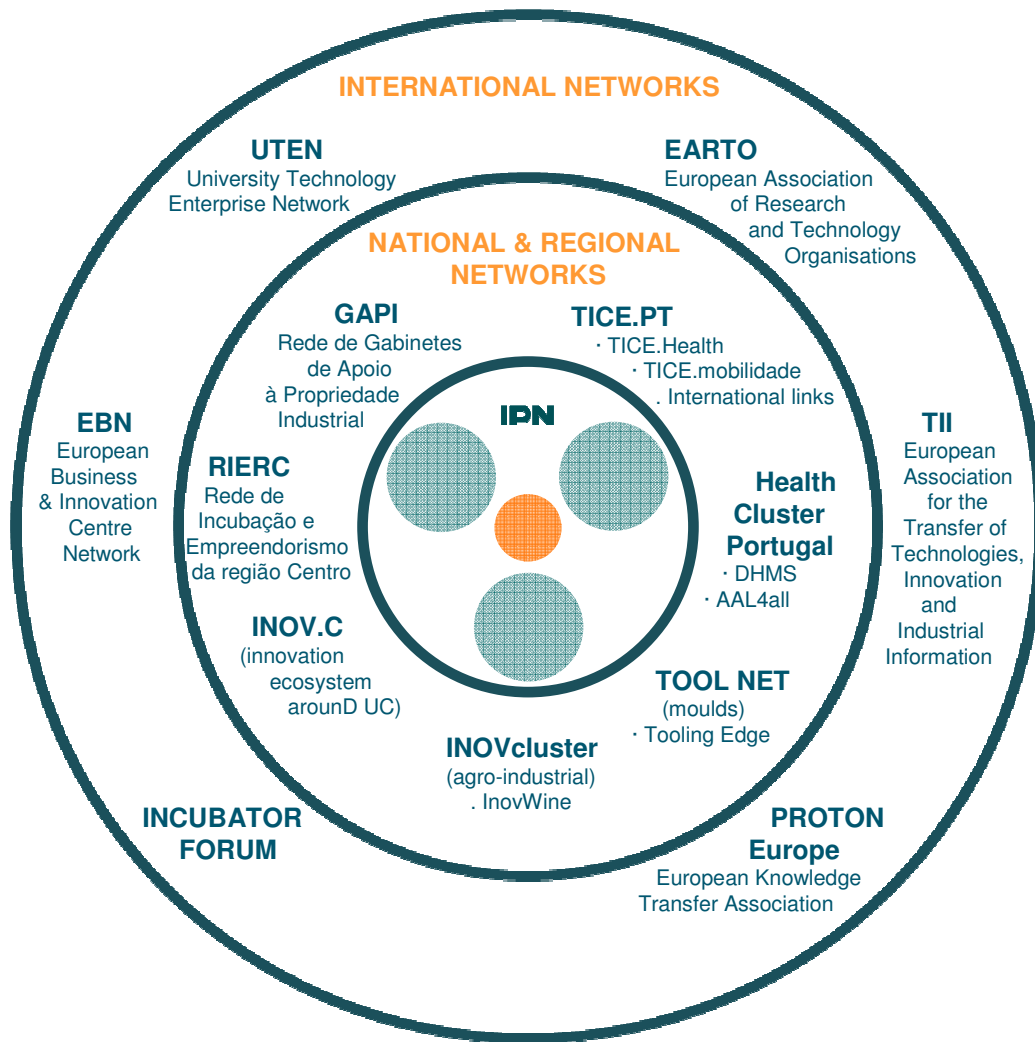 INTERNATIONAL NETWORKS
UTEN
University Technology
Enterprise Network
EARTO
European Association
of Research
and Technology
Organisations
NATIONAL & REGIONAL
NETWORKS
GAPI
Rede de Gabinetes
de Apoio
à Propriedade
Industrial
TICE.PT
· TICE.Health
· TICE.mobilidade
. International links
IPN
EBN
European
Business
& Innovation
Centre
Network
RIERC
Rede de
Incubação e
Empreendorismo
da região Centro
Health
Cluster
Portugal
· DHMS
· AAL4all
TII
European
Association
for the
Transfer of
Technologies,
Innovation
and
Industrial
Information
INOV.C
(innovation
ecosystem
arounD UC)
TOOL NET
(moulds)
· Tooling Edge
INOVcluster
(agro-industrial)
. InovWine
INCUBATOR
FORUM
PROTON
Europe
European Knowledge
Transfer Association